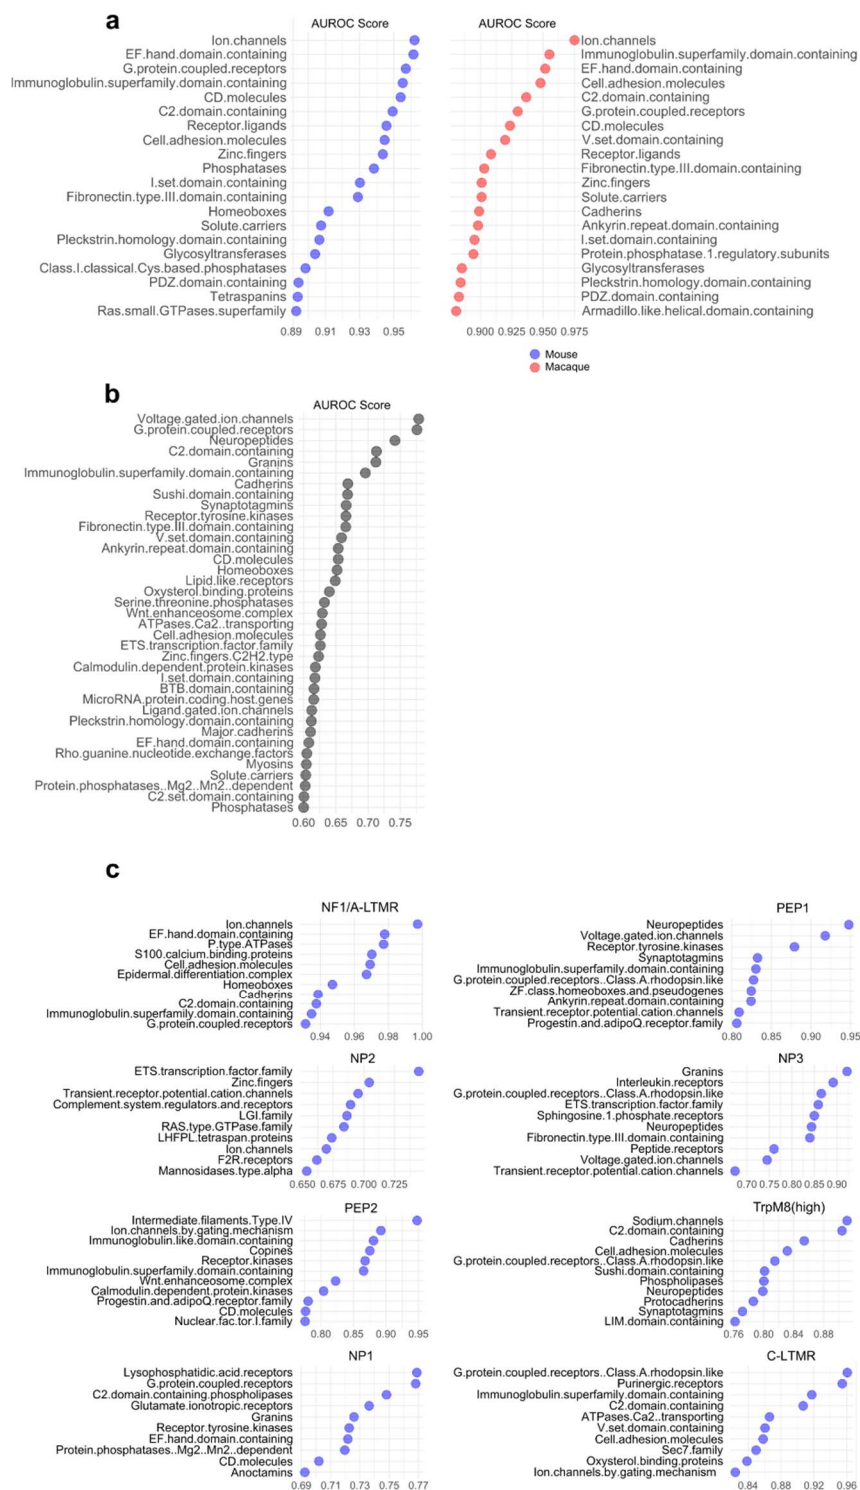 a
AUROC Score
Ion.channels
EF.hand.domain.containing
G.protein.coupled.receptors
Immunoglobulin.superfamily.domain.containing
CD.molecules
C2.domain.containing
Receptor.ligands
Cell.adhesion.molecules
Zinc.fingers
Phosphatases
I.set.domain.containing
Fibronectin.type.III.domain.containing
Homeoboxes
Solute.carriers
Pleckstrin.homology.domain.containing
Glycosyltransferases
Class.I.classical.Cys.based.phosphatases
PDZ.domain.containing
Tetraspanins
Ras.small.GTPases.superfamily
0.89 0.91 0.93 0.95
AUROC Score
Ion.channels
Immunoglobulin.superfamily.domain.containing
EF.hand.domain.containing
Cell.adhesion.molecules
C2.domain.containing
G.protein.coupled.receptors
CD.molecules
V.set.domain.containing
Receptor.ligands
Fibronectin.type.III.domain.containing
Zinc.fingers
Solute.carriers
Cadherins
Ankyrin.repeat.domain.containing
I.set.domain.containing
Protein.phosphatase.1.regulatory.subunits
Glycosyltransferases
Pleckstrin.homology.domain.containing
PDZ.domain.containing
Armadillo.like.helical.domain.containing
0.900 0.925 0.950 0.975
Mouse
Macaque
b
AUROC Score
Voltage.gated.ion.channels
G.protein.coupled.receptors
Neuropeptides
C2.domain.containing
Granins
Immunoglobulin.superfamily.domain.containing
Cadherins
Sushi.domain.containing
Synaptotagmins
Receptor.tyrosine.kinases
Fibronectin.type.III.domain.containing
V.set.domain.containing
Ankyrin.repeat.domain.containing
CD.molecules
Homeoboxes
Lipid.like.receptors
Oxysterol.binding.proteins
Serine.threonine.phosphatases
Wnt.enhanceosome.complex
ATPases.Ca2..transporting
Cell.adhesion.molecules
ETS.transcription.factor.family
Zinc.fingers.C2H2.type
Calmodulin.dependent.protein.kinases
I.set.domain.containing
BTB.domain.containing
MicroRNA.protein.coding.host.genes
Ligand.gated.ion.channels
Pleckstrin.homology.domain.containing
Major.cadherins
EF.hand.domain.containing
Rho.guanine.nucleotide.exchange.factors
Myosins
Solute.carriers
Protein.phosphatases..Mg2..Mn2..dependent
C2.set.domain.containing
Phosphatases
0.60 0.65 0.70 0.75
c
NF1/A-LTMR
Ion.channels
EF.hand.domain.containing
P.type.ATPases
S100.calcium.binding.proteins
Cell.adhesion.molecules
Epidermal.differentiation.complex
Homeoboxes
Cadherins
C2.domain.containing
Immunoglobulin.superfamily.domain.containing
G.protein.coupled.receptors
0.94 0.96 0.98 1.00
PEP1
Neuropeptides
Voltage.gated.ion.channels
Receptor.tyrosine.kinases
Synaptotagmins
Immunoglobulin.superfamily.domain.containing
G.protein.coupled.receptors..Class.A.rhodopsin.like
ZF.class.homeoboxes.and.pseudogenes
Ankyrin.repeat.domain.containing
Transient.receptor.potential.cation.channels
Progestin.and.adipoQ.receptor.family
0.80 0.85 0.90 0.95
NP2
ETS.transcription.factor.family
Zinc.fingers
Transient.receptor.potential.cation.channels
Complement.system.regulators.and.receptors
LGI.family
RAS.type.GTPase.family
LHFPL.tetraspan.proteins
Ion.channels
F2R.receptors
Mannosidases.type.alpha
0.650 0.675 0.700 0.725
NP3
Granins
Interleukin.receptors
G.protein.coupled.receptors..Class.A.rhodopsin.like
ETS.transcription.factor.family
Sphingosine.1.phosphate.receptors
Neuropeptides
Fibronectin.type.III.domain.containing
Peptide.receptors
Voltage.gated.ion.channels
Transient.receptor.potential.cation.channels
0.70 0.75 0.80 0.85 0.90
PEP2
Intermediate.filaments.Type.IV
Ion.channels.by.gating.mechanism
Immunoglobulin.like.domain.containing
Copines
Receptor.kinases
Immunoglobulin.superfamily.domain.containing
Wnt.enhanceosome.complex
Calmodulin.dependent.protein.kinases
Progestin.and.adipoQ.receptor.family
CD.molecules
Nuclear.fac.tor.I.family
0.80 0.85 0.90 0.95
TrpM8(high)
Sodium.channels
C2.domain.containing
Cadherins
Cell.adhesion.molecules
G.protein.coupled.receptors..Class.A.rhodopsin.like
Sushi.domain.containing
Phospholipases
Neuropeptides
Protocadherins
Synaptotagmins
LIM.domain.containing
0.76 0.80 0.84 0.88
NP1
Lysophosphatidic.acid.receptors
G.protein.coupled.receptors
C2.domain.containing.phospholipases
Glutamate.ionotropic.receptors
Granins
Receptor.tyrosine.kinases
EF.hand.domain.containing
Protein.phosphatases..Mg2..Mn2..dependent
CD.molecules
Anoctamins
0.69 0.71 0.73 0.75 0.77
C-LTMR
G.protein.coupled.receptors..Class.A.rhodopsin.like
Purinergic.receptors
Immunoglobulin.superfamily.domain.containing
C2.domain.containing
ATPases.Ca2..transporting
V.set.domain.containing
Cell.adhesion.molecules
Sec7.family
Oxysterol.binding.proteins
Ion.channels.by.gating.mechanism
0.84 0.88 0.92 0.96